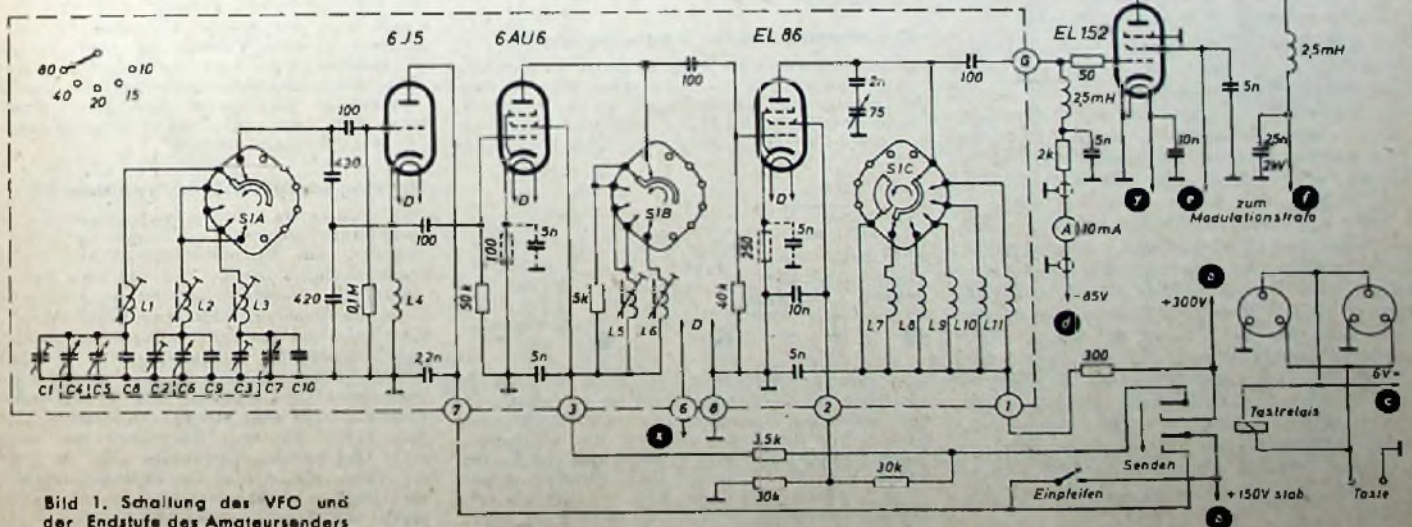 6J5
6AU6
EL 86
EL 152
2,5mH
80
40
20
15
10
100
430
100
100
2n
75
100
G
50
2,5mH
5n
10n
5n
25n
2kV
2k
S1A
S1B
S1C
D
D
D
D
100
5n
250
5n
10n
y
e
f
zum
A
10mA
-85V
d
L1
L2
L3
420
0,1M
L4
50k
5k
L5
L6
40k
L7
L8
L9
L10
L11
a
+300V
C1
C4
C5
C8
C2
C6
C9
C3
C7
C10
2,2n
5n
5n
300
7
3
6
8
2
1
x
6V=
c
Tastrelais
3,5k
30k
30k
Senden
Einpfeifen
+150V stab.
b
Taste
Bild 1. Schaltung des VFO und
der Endstufe des Amateursenders